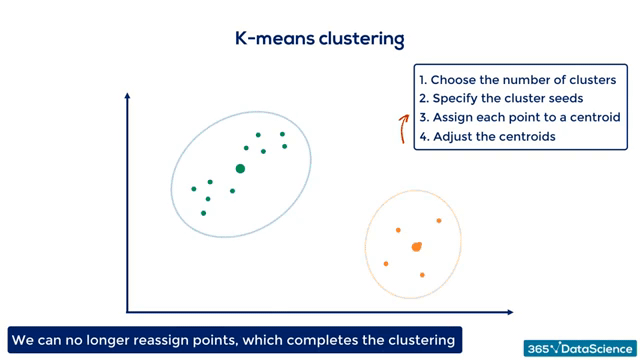 K-means clustering
1. Choose the number of clusters
2. Specify the cluster seeds
3. Assign each point to a centroid
4. Adjust the centroids
We can no longer reassign points, which completes the clustering
365 DataScience